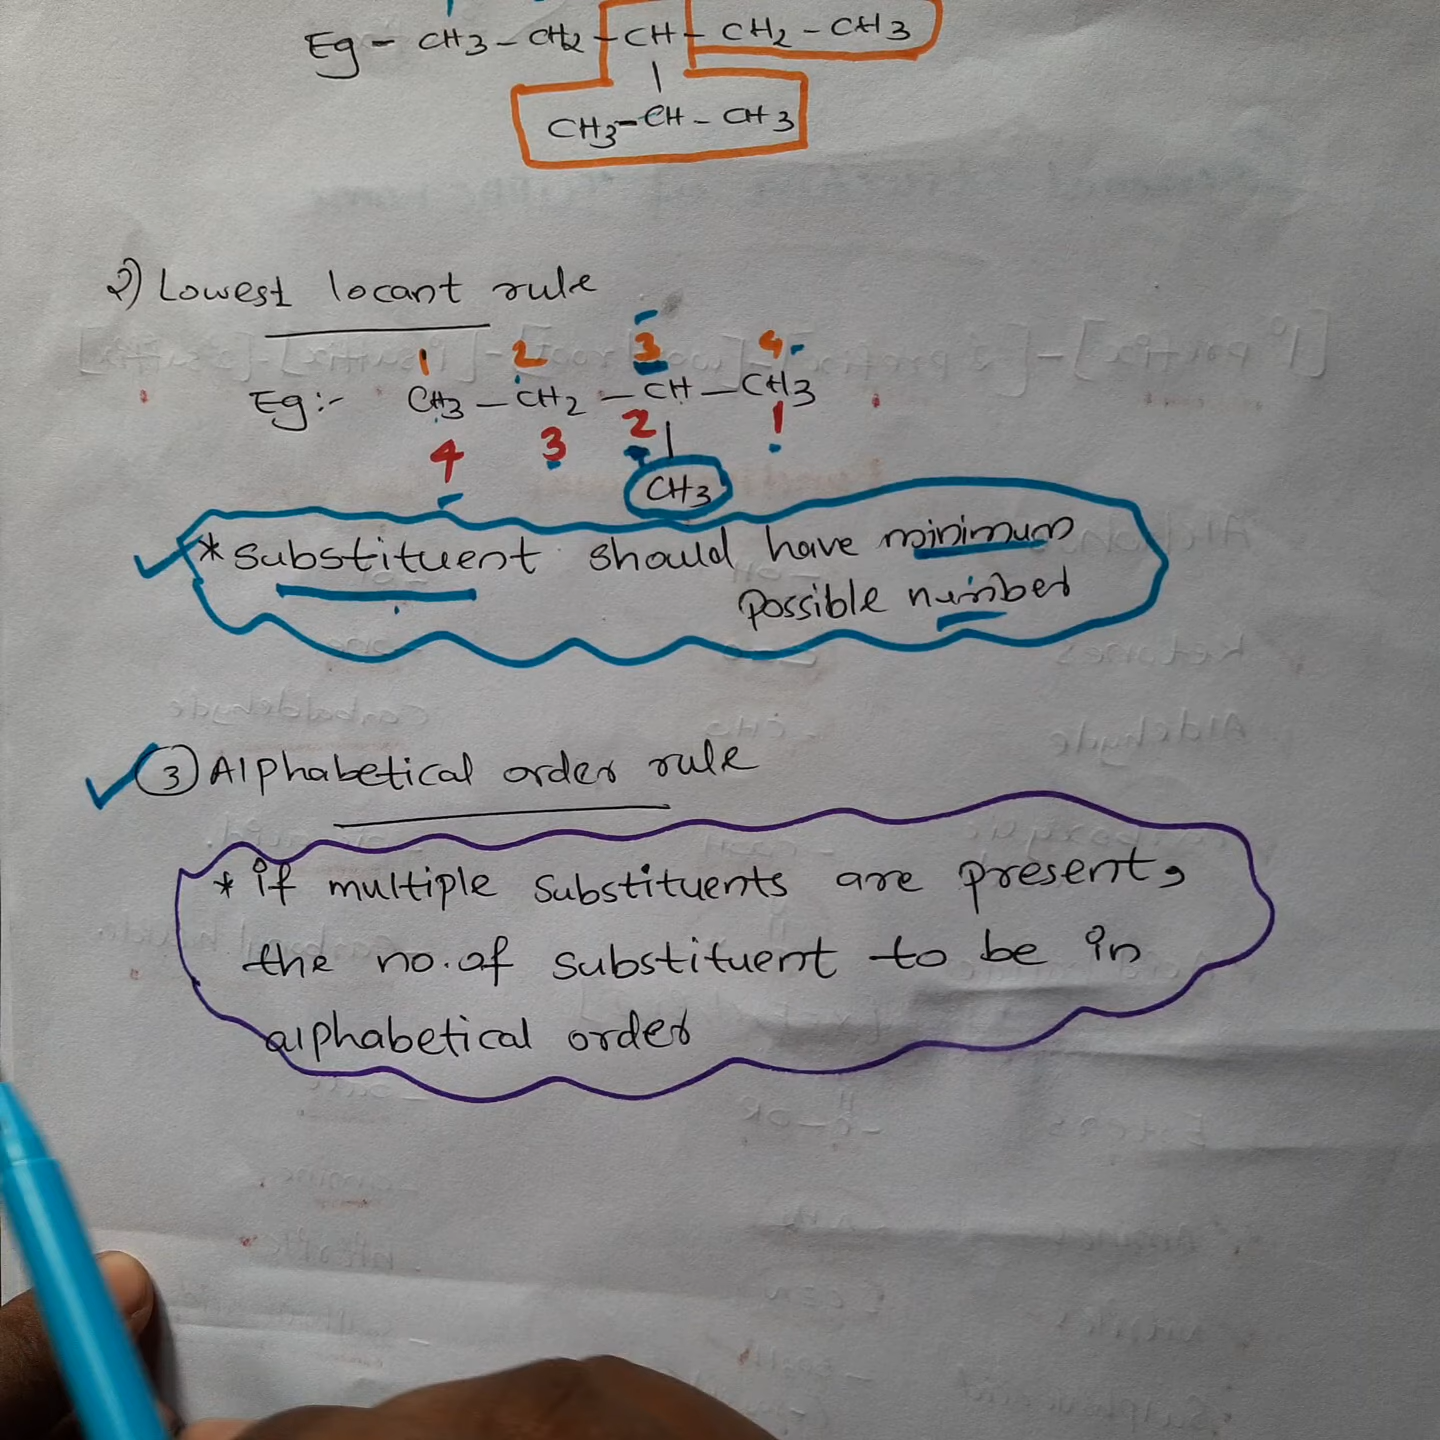 Eg - CH3 - CH2 - CH - CH2 - CH3
|
CH3 - CH - CH3
2) Lowest locant rule
1 2 3 4
Eg :- CH3 - CH2 - CH - CH3
4 3 2 | 1
CH3
* substituent should have minimum
possible number
3) Alphabetical order rule
* if multiple substituents are present,
the no. of substituent to be in
alphabetical order